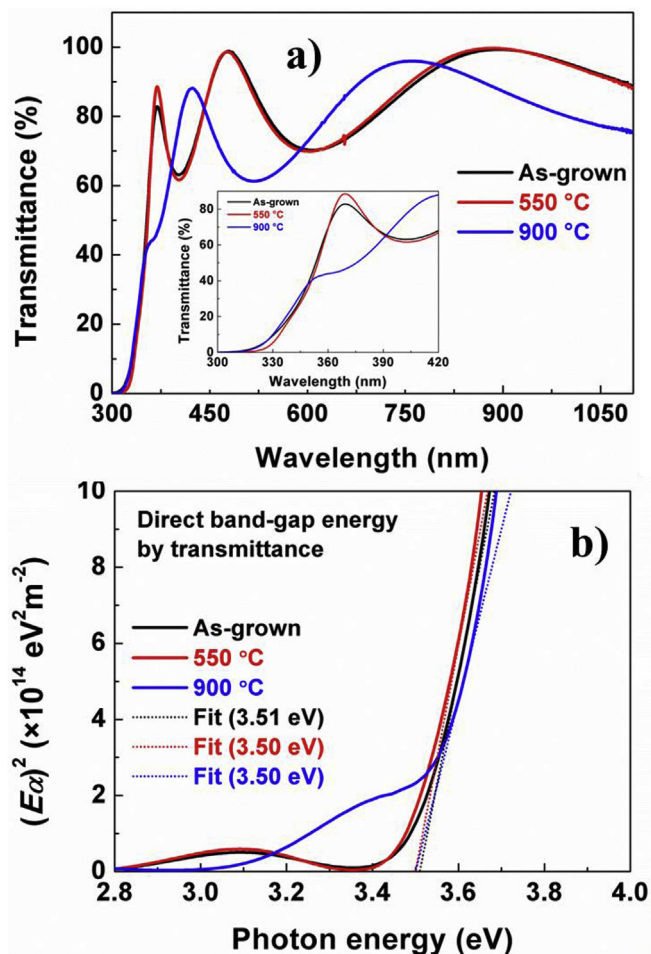 a)
Transmittance (%)
100
80
60
40
20
0
As-grown
550 °C
900 °C
Transmittance (%)
80
60
40
20
0
As-grown
550 °C
900 °C
300 330 360 390 420
Wavelength (nm)
300 450 600 750 900 1050
Wavelength (nm)
b)
(Eα)² (×10¹⁴ eV²m⁻²)
10
8
6
4
2
0
Direct band-gap energy
by transmittance
As-grown
550 °C
900 °C
Fit (3.51 eV)
Fit (3.50 eV)
Fit (3.50 eV)
2.8 3.0 3.2 3.4 3.6 3.8 4.0
Photon energy (eV)